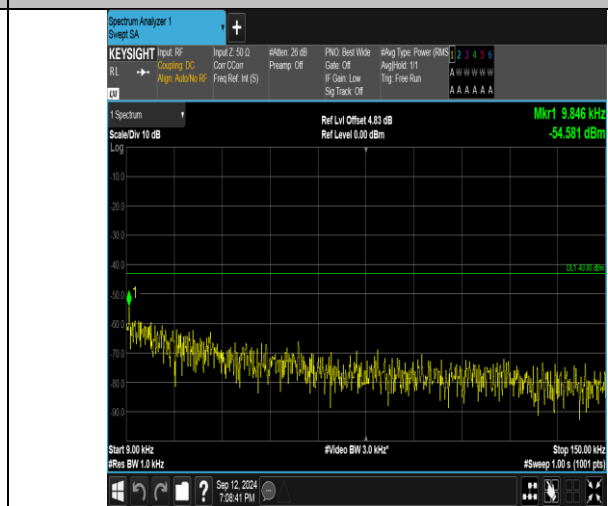 Spectrum Analyzer 1
Swept SA
+
KEYSIGHT Input: RF Input Z: 50 Ω #Atten: 26 dB PNO: Best Wide #Avg Type: Power (RMS 1 2 3 4 5 6
RL Coupling: DC Corr CCorr Preamp: Off Gate: Off Avg|Hold: 1/1 A W W W W W
Align: Auto/No RF Freq Ref: Int (S) IF Gain: Low Trig: Free Run
Sig Track: Off A A A A A A
1 Spectrum Ref Lvl Offset 4.83 dB Mkr1 9.846 kHz
Scale/Div 10 dB Ref Level 0.00 dBm -54.581 dBm
Log
-10.0
-20.0
-30.0
-40.0
DL1 -43.00 dBm
-50.0
1
-60.0
-70.0
-80.0
-90.0
Start 9.00 kHz #Video BW 3.0 kHz* Stop 150.00 kHz
#Res BW 1.0 kHz #Sweep 1.00 s (1001 pts)
? Sep 12, 2024
7:08:41 PM